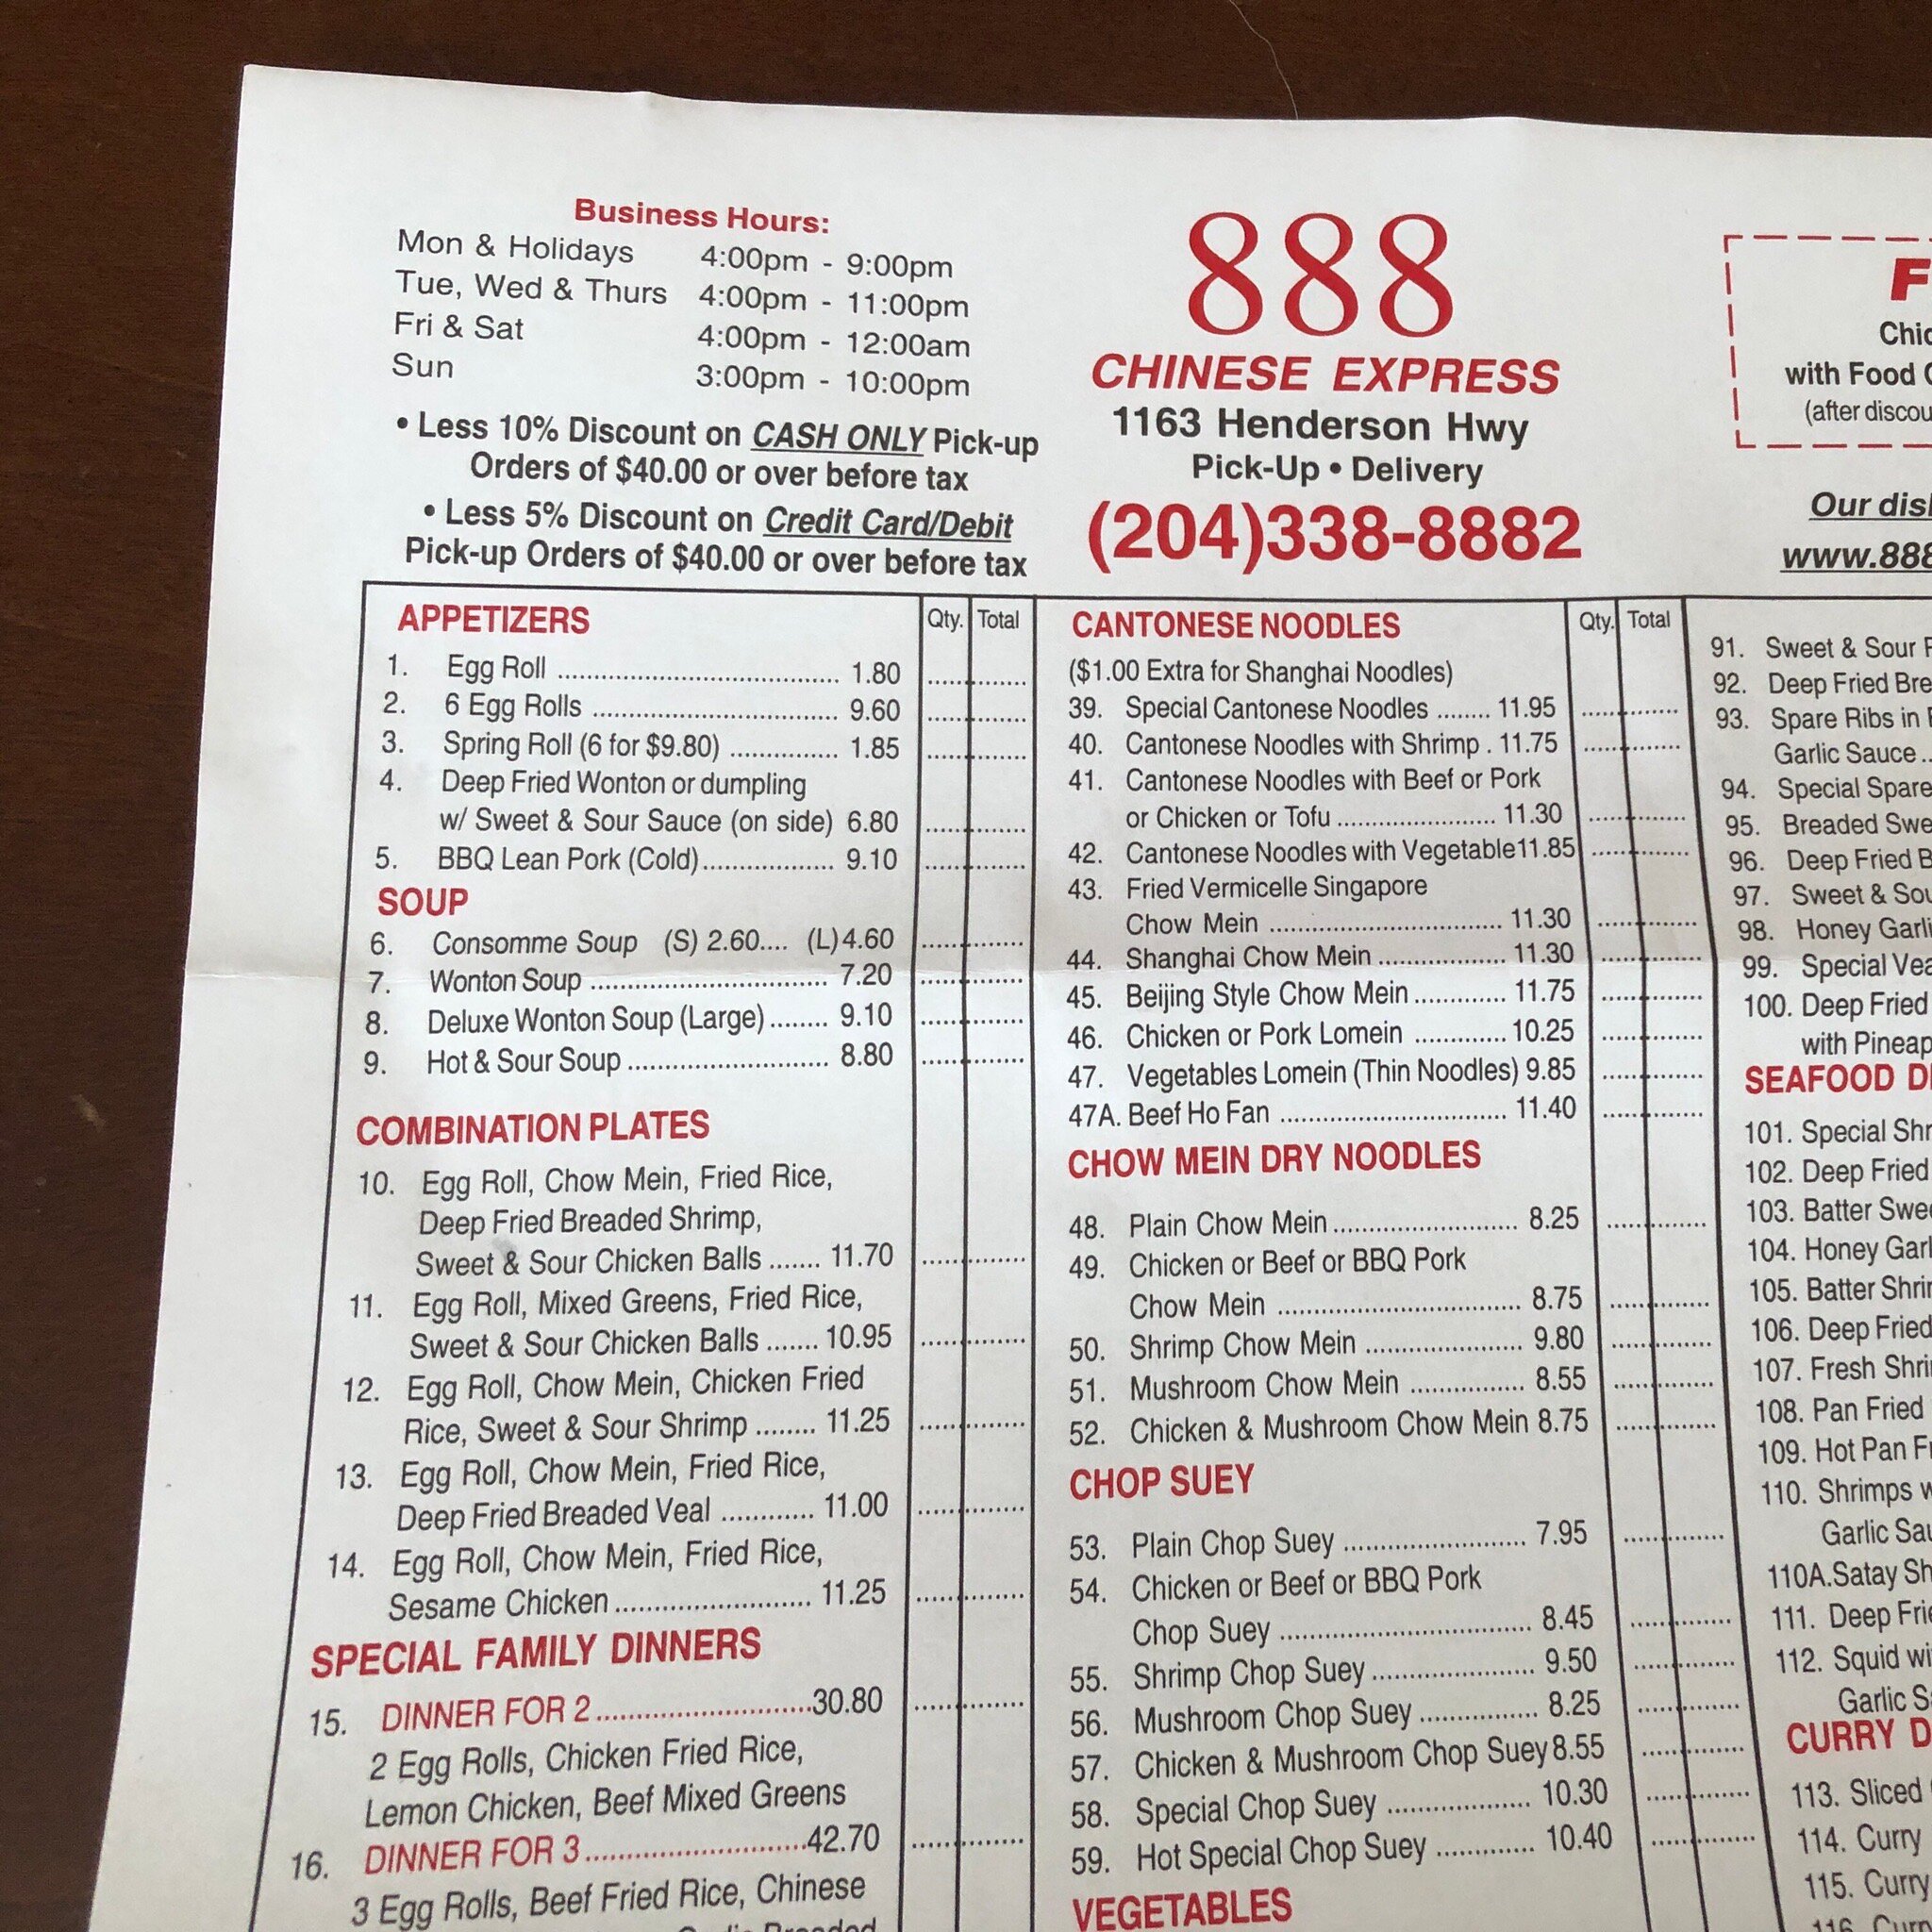 Business Hours:
Mon & Holidays 4:00pm - 9:00pm
Tue, Wed & Thurs 4:00pm - 11:00pm
Fri & Sat 4:00pm - 12:00am
Sun 3:00pm - 10:00pm
• Less 10% Discount on CASH ONLY Pick-up
Orders of $40.00 or over before tax
• Less 5% Discount on Credit Card/Debit
Pick-up Orders of $40.00 or over before tax
888
CHINESE EXPRESS
1163 Henderson Hwy
Pick-Up • Delivery
(204)338-8882
with Food
(after
Our
www.888
APPETIZERS Qty. Total
1. Egg Roll ........ 1.80
2. 6 Egg Rolls ........ 9.60
3. Spring Roll (6 for $9.80) ........ 1.85
4. Deep Fried Wonton or dumpling
w/ Sweet & Sour Sauce (on side) 6.80
5. BBQ Lean Pork (Cold) ........ 9.10
SOUP
6. Consomme Soup (S) 2.60.... (L) 4.60
7. Wonton Soup ........ 7.20
8. Deluxe Wonton Soup (Large) ........ 9.10
9. Hot & Sour Soup ........ 8.80
COMBINATION PLATES
10. Egg Roll, Chow Mein, Fried Rice,
Deep Fried Breaded Shrimp,
Sweet & Sour Chicken Balls ....... 11.70
11. Egg Roll, Mixed Greens, Fried Rice,
Sweet & Sour Chicken Balls ....... 10.95
12. Egg Roll, Chow Mein, Chicken Fried
Rice, Sweet & Sour Shrimp ........ 11.25
13. Egg Roll, Chow Mein, Fried Rice,
Deep Fried Breaded Veal ............ 11.00
14. Egg Roll, Chow Mein, Fried Rice,
Sesame Chicken ........ 11.25
SPECIAL FAMILY DINNERS
15. DINNER FOR 2 ........ 30.80
2 Egg Rolls, Chicken Fried Rice,
Lemon Chicken, Beef Mixed Greens
16. DINNER FOR 3 ........ 42.70
3 Egg Rolls, Beef Fried Rice, Chinese
CANTONESE NOODLES Qty. Total
($1.00 Extra for Shanghai Noodles)
39. Special Cantonese Noodles ........ 11.95
40. Cantonese Noodles with Shrimp . 11.75
41. Cantonese Noodles with Beef or Pork
or Chicken or Tofu ........ 11.30
42. Cantonese Noodles with Vegetable 11.85
43. Fried Vermicelle Singapore
Chow Mein ........ 11.30
44. Shanghai Chow Mein ........ 11.30
45. Beijing Style Chow Mein ........ 11.75
46. Chicken or Pork Lomein ........ 10.25
47. Vegetables Lomein (Thin Noodles) 9.85
47A. Beef Ho Fan ........ 11.40
CHOW MEIN DRY NOODLES
48. Plain Chow Mein ........ 8.25
49. Chicken or Beef or BBQ Pork
Chow Mein ........ 8.75
50. Shrimp Chow Mein ........ 9.80
51. Mushroom Chow Mein ........ 8.55
52. Chicken & Mushroom Chow Mein 8.75
CHOP SUEY
53. Plain Chop Suey ........ 7.95
54. Chicken or Beef or BBQ Pork
Chop Suey ........ 8.45
55. Shrimp Chop Suey ........ 9.50
56. Mushroom Chop Suey ........ 8.25
57. Chicken & Mushroom Chop Suey 8.55
58. Special Chop Suey ........ 10.30
59. Hot Special Chop Suey ........ 10.40
VEGETABLES
91. Sweet & Sour
92. Deep Fried
93. Spare Ribs in
Garlic Sauce ..
94. Special Spare
95. Breaded
96. Deep Fried
97. Sweet &
98. Honey
99. Special
100. Deep Fried
with
SEAFOOD
101. Special
102. Deep Fried
103. Batter
104. Honey
105. Batter
106. Deep Fried
107. Fresh
108. Pan Fried
109. Hot Pan
110. Shrimps
Garlic
110A. Satay
111. Deep
112. Squid
Garlic
CURRY
113. Sliced
114. Curry
115. Curry